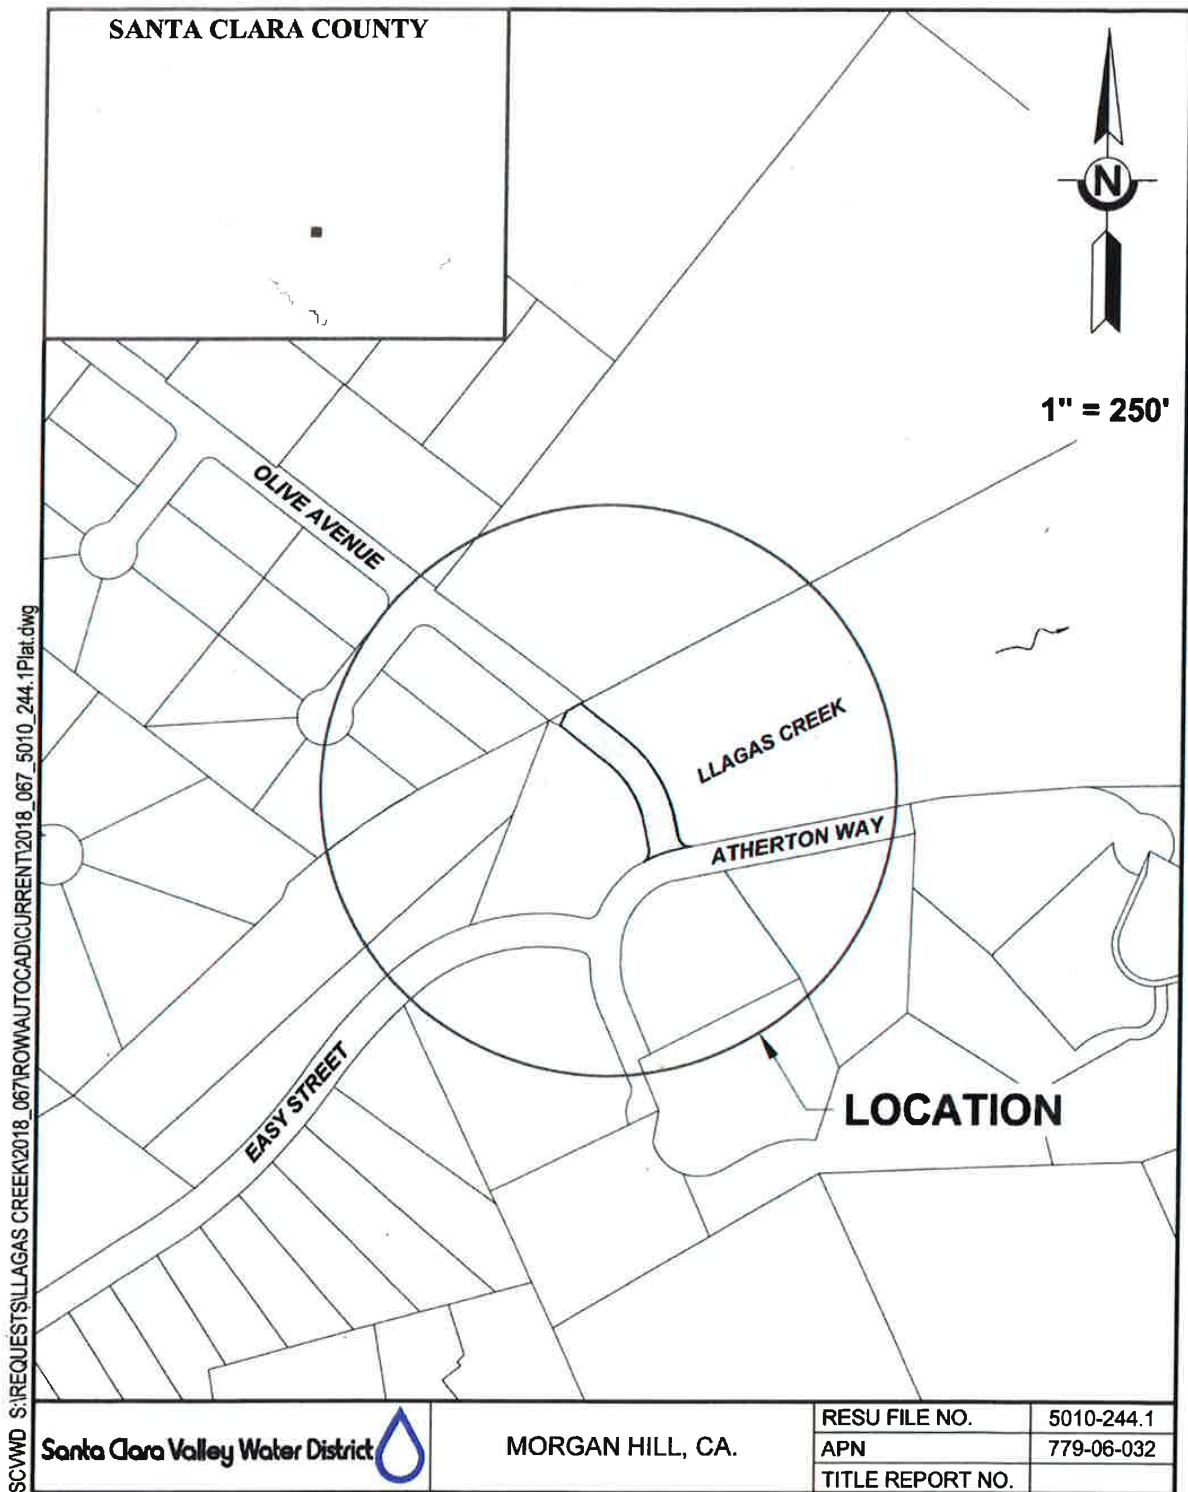 SANTA CLARA COUNTY
N
1" = 250'
OLIVE AVENUE
LLAGAS CREEK
ATHERTON WAY
EASY STREET
LOCATION
SCVWD S:\REQUESTS\LLAGAS CREEK\2018_067\ROW\AUTOCAD\CURRENT\2018_067_5010_244.1Plat.dwg
Santa Clara Valley Water District
MORGAN HILL, CA.
RESU FILE NO. 5010-244.1
APN 779-06-032
TITLE REPORT NO.